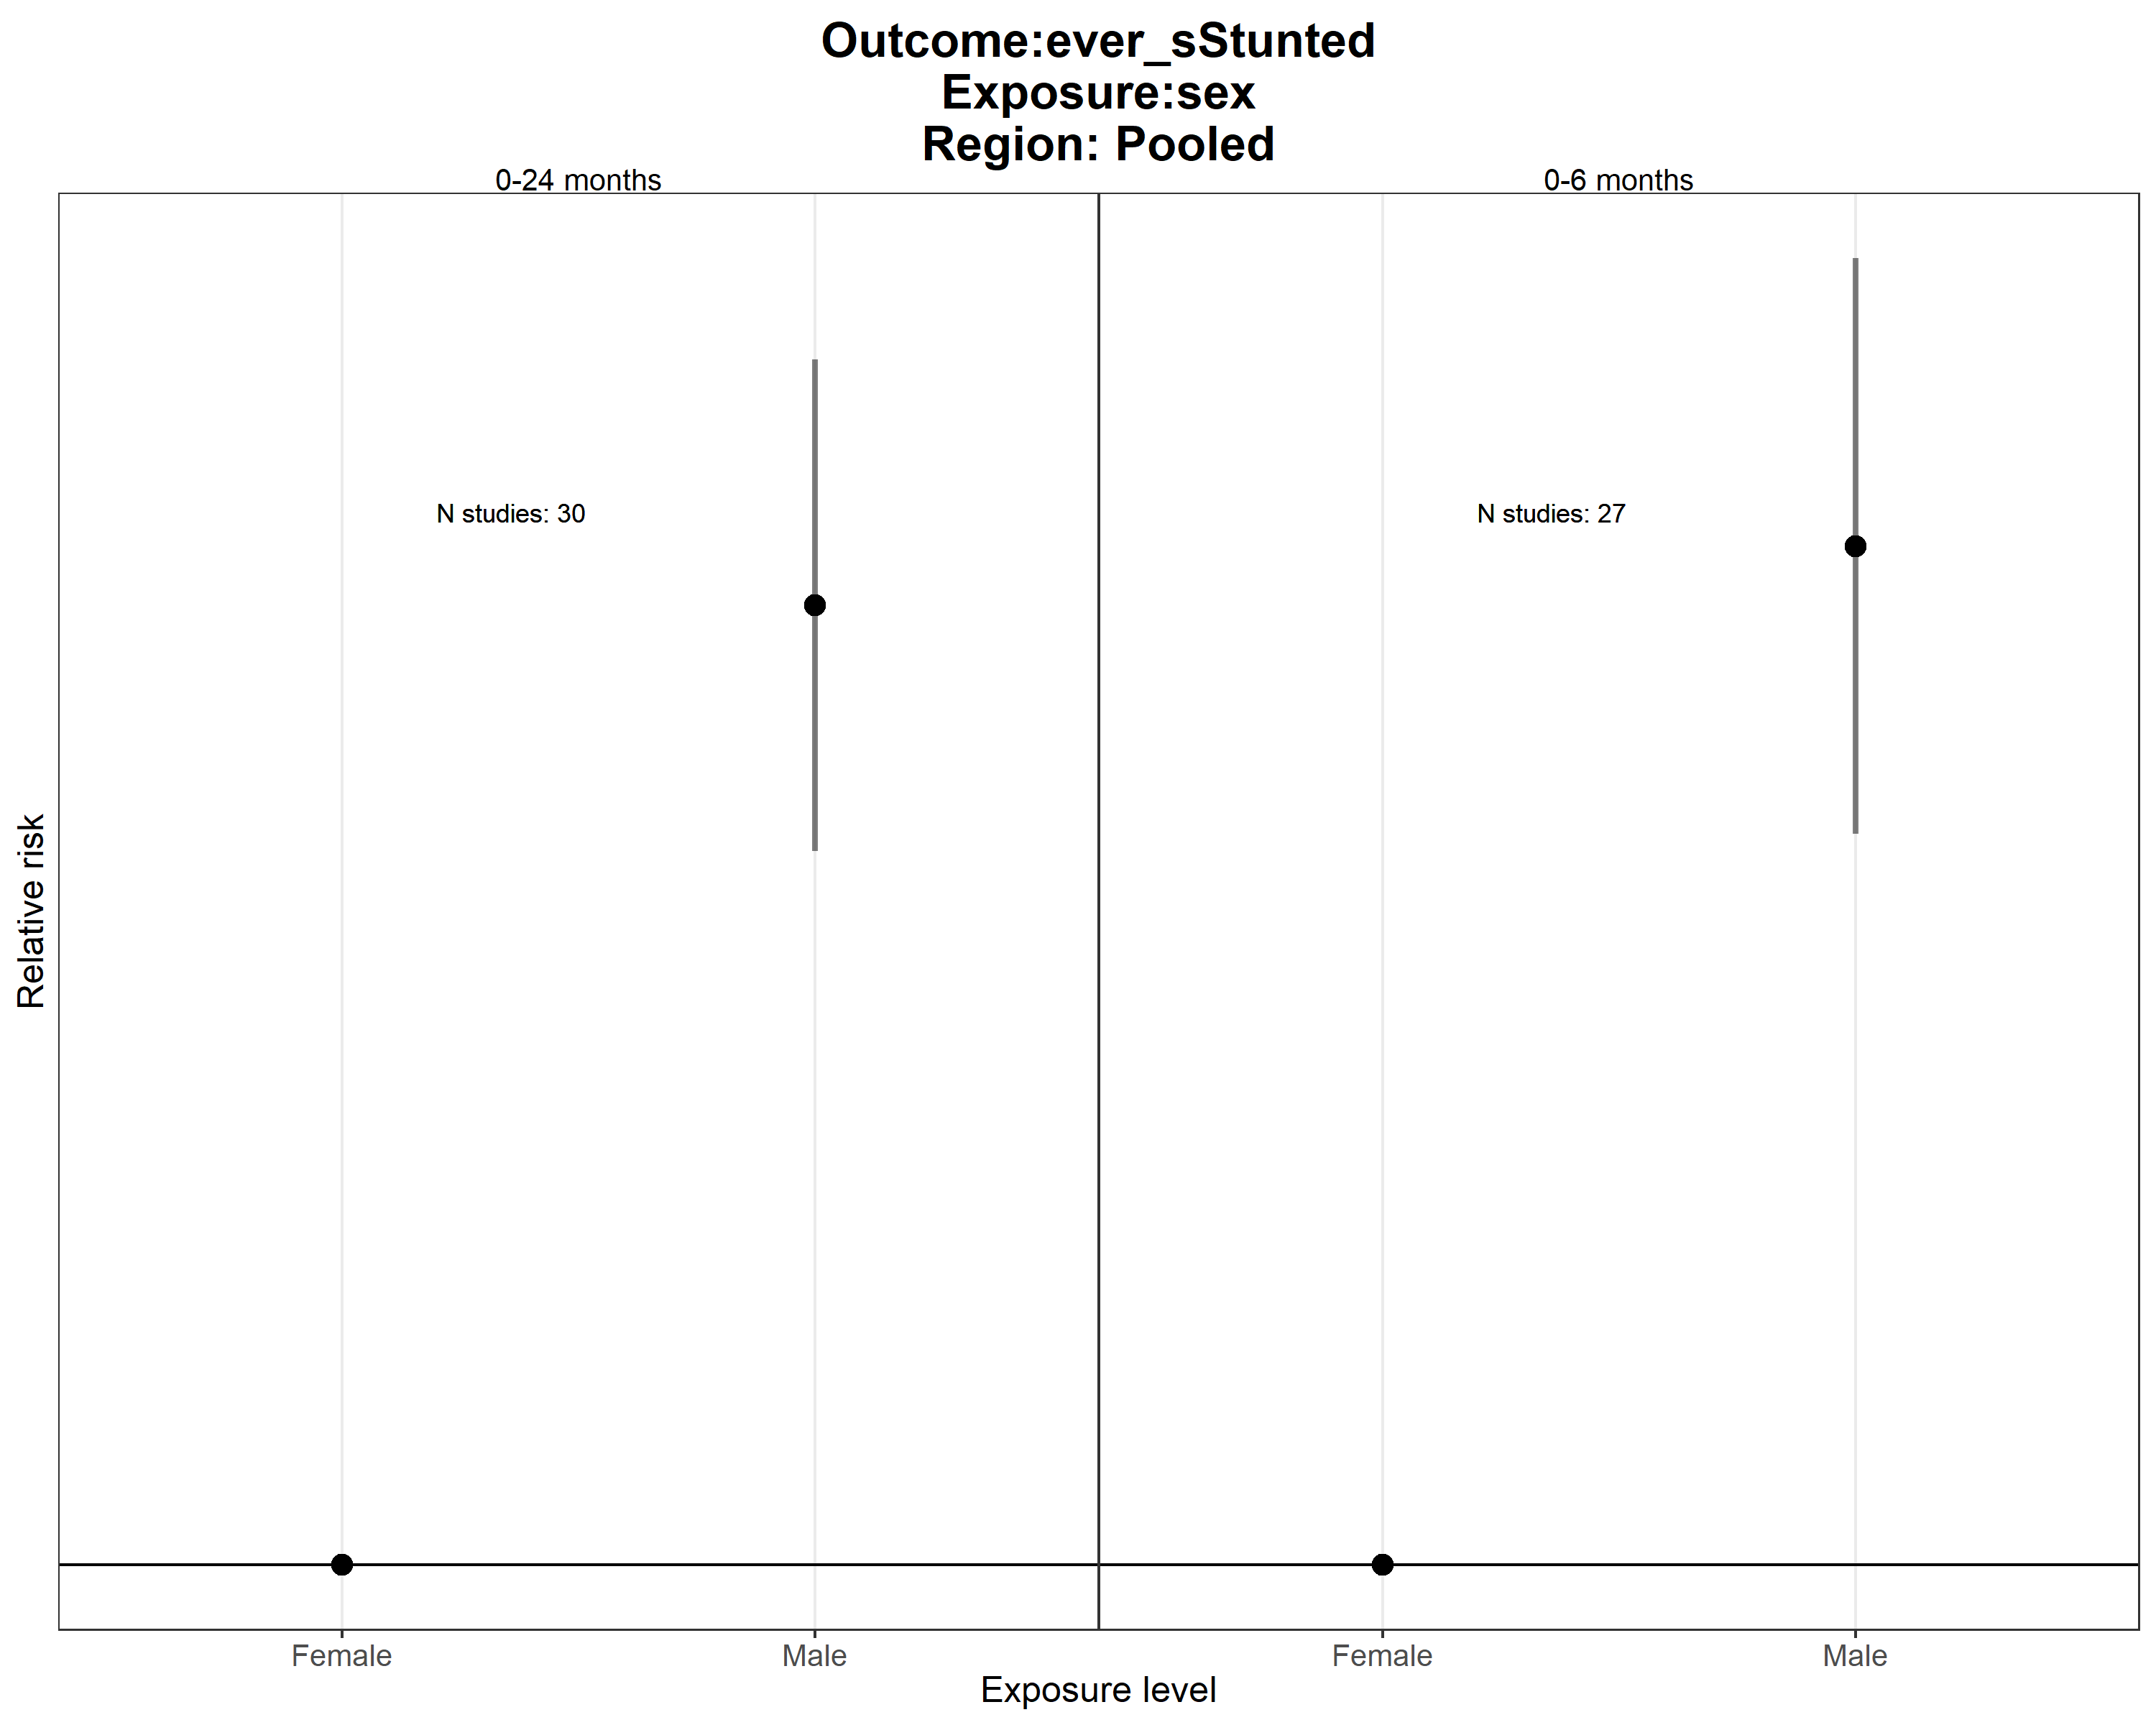 Outcome:ever_sStunted
Exposure:sex
Region: Pooled
0-24 months
0-6 months
N studies: 30
N studies: 27
Relative risk
Female
Male
Female
Male
Exposure level